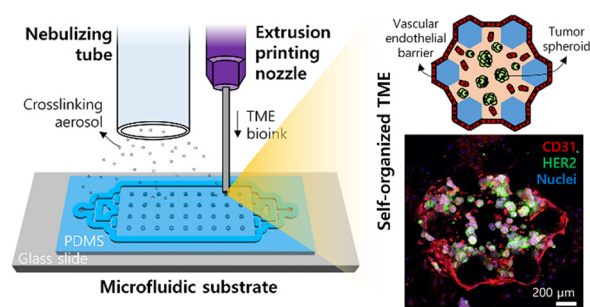 Nebulizing
tube
Extrusion
printing
nozzle
Crosslinking
aerosol
TME
bioink
PDMS
Glass slide
Microfluidic substrate
Self-organized TME
Vascular
endothelial
barrier
Tumor
spheroid
CD31
HER2
Nuclei
200 μm